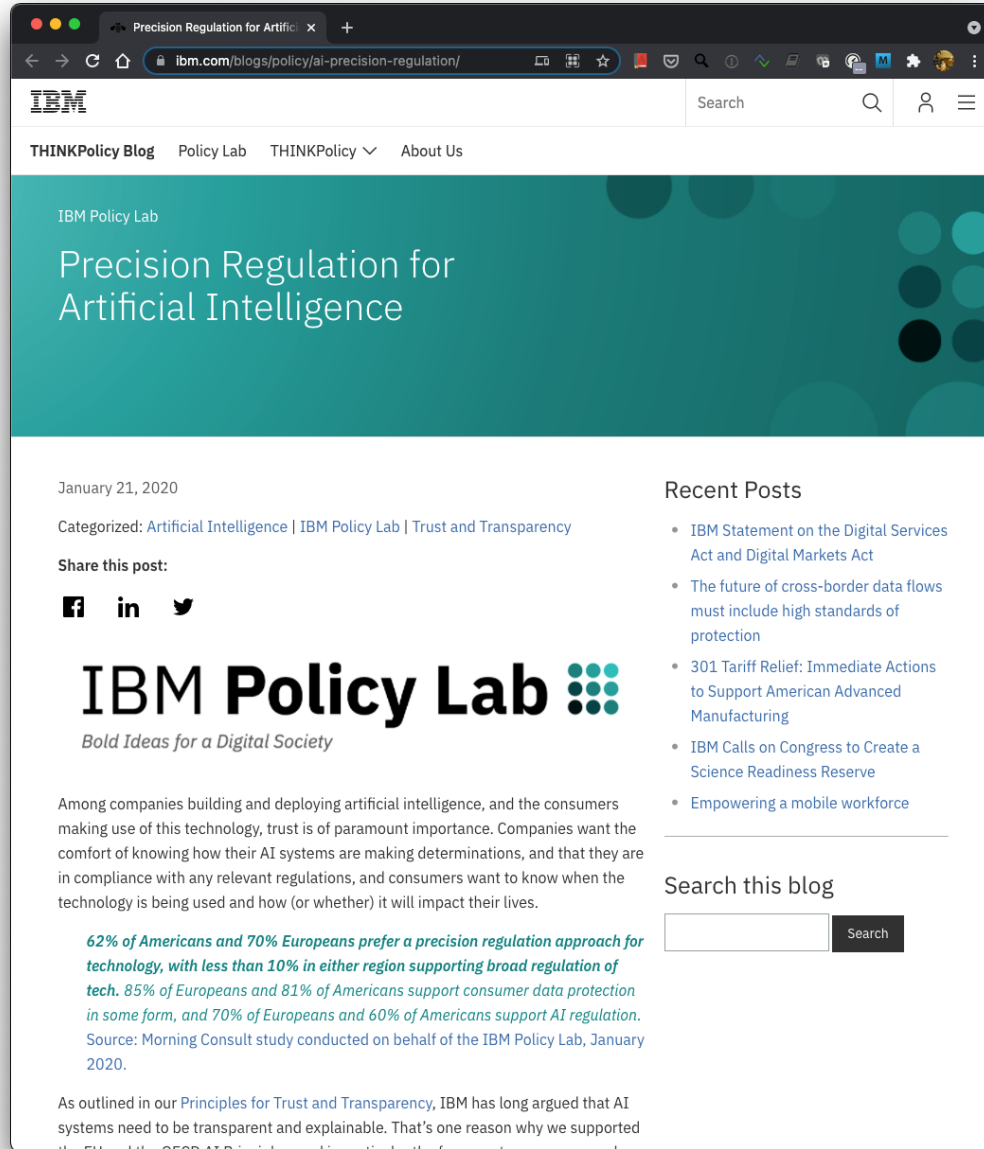 Precision Regulation for Artific
ibm.com/blogs/policy/ai-precision-regulation/
IBM
Search
THINKPolicy Blog Policy Lab THINKPolicy About Us
IBM Policy Lab
Precision Regulation for
Artificial Intelligence
January 21, 2020
Categorized: Artificial Intelligence | IBM Policy Lab | Trust and Transparency
Share this post:
IBM Policy Lab
Bold Ideas for a Digital Society
Among companies building and deploying artificial intelligence, and the consumers
making use of this technology, trust is of paramount importance. Companies want the
comfort of knowing how their AI systems are making determinations, and that they are
in compliance with any relevant regulations, and consumers want to know when the
technology is being used and how (or whether) it will impact their lives.
62% of Americans and 70% Europeans prefer a precision regulation approach for
technology, with less than 10% in either region supporting broad regulation of
tech. 85% of Europeans and 81% of Americans support consumer data protection
in some form, and 70% of Europeans and 60% of Americans support AI regulation.
Source: Morning Consult study conducted on behalf of the IBM Policy Lab, January
2020.
As outlined in our Principles for Trust and Transparency, IBM has long argued that AI
systems need to be transparent and explainable. That's one reason why we supported
Recent Posts
IBM Statement on the Digital Services
Act and Digital Markets Act
The future of cross-border data flows
must include high standards of
protection
301 Tariff Relief: Immediate Actions
to Support American Advanced
Manufacturing
IBM Calls on Congress to Create a
Science Readiness Reserve
Empowering a mobile workforce
Search this blog
Search